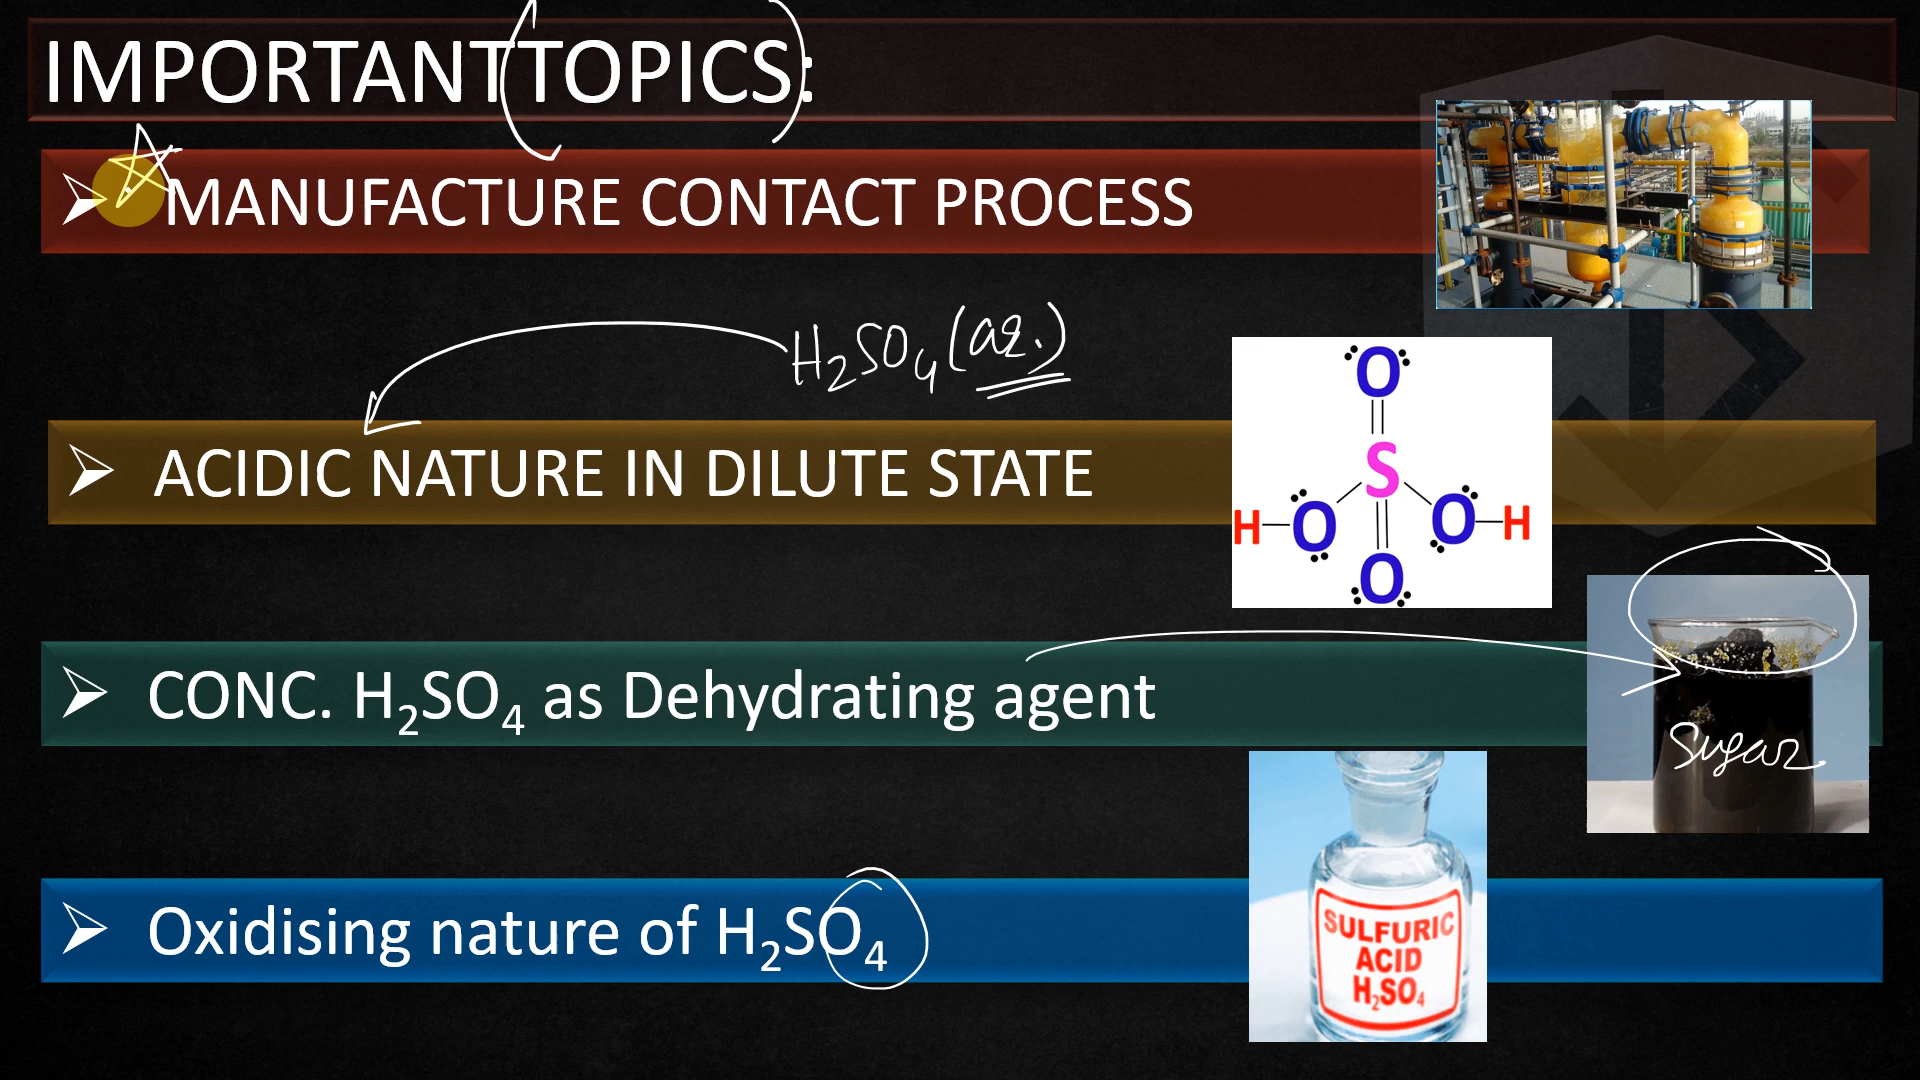 IMPORTANT TOPICS:
➢ MANUFACTURE CONTACT PROCESS
H₂SO₄ (aq.)
➢ ACIDIC NATURE IN DILUTE STATE
O
S
H O O H
O
➢ CONC. H₂SO₄ as Dehydrating agent
Sugar
➢ Oxidising nature of H₂SO₄
SULFURIC
ACID
H₂SO₄